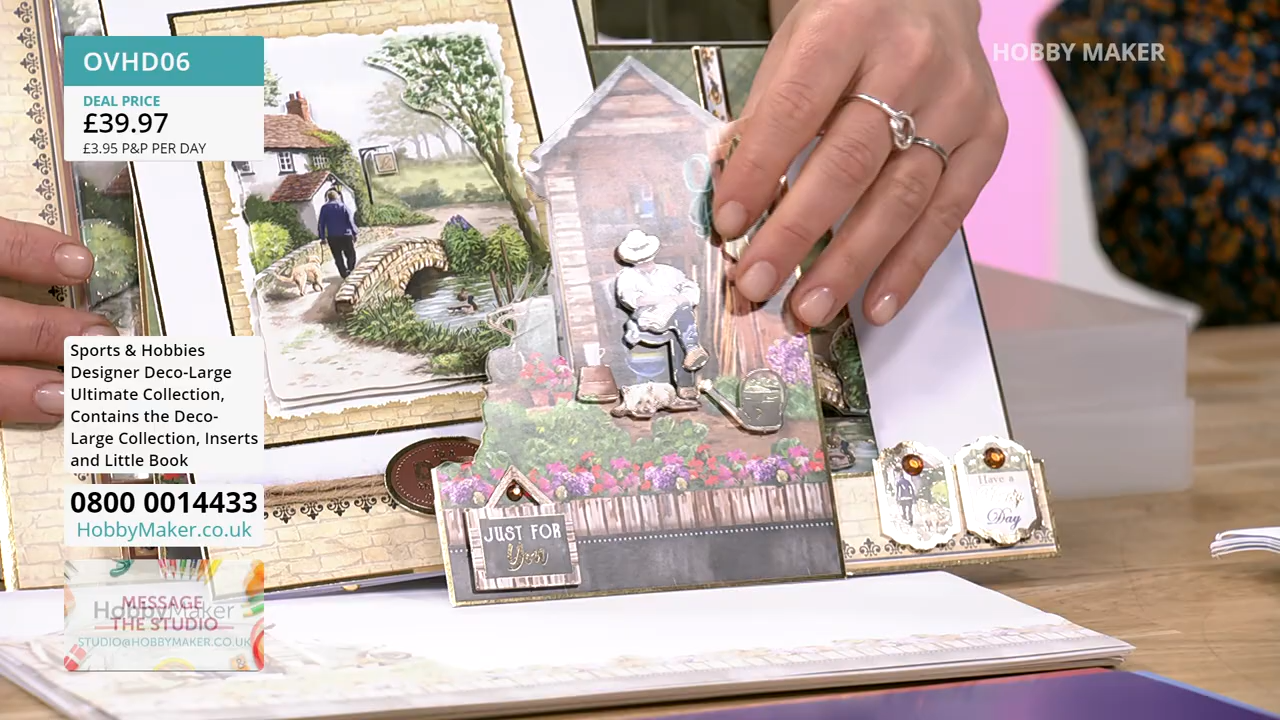 OVHD06
DEAL PRICE
£39.97
£3.95 P&P PER DAY
HOBBY MAKER
Sports & Hobbies
Designer Deco-Large
Ultimate Collection,
Contains the Deco-
Large Collection, Inserts
and Little Book
0800 0014433
HobbyMaker.co.uk
HobbyMaker
MESSAGE
THE STUDIO
STUDIO@HOBBYMAKER.CO.UK
JUST FOR
You
Have a
Day